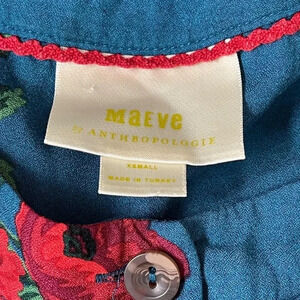 Maeve
BY ANTHROPOLOGIE
XSMALL
MADE IN TURKEY